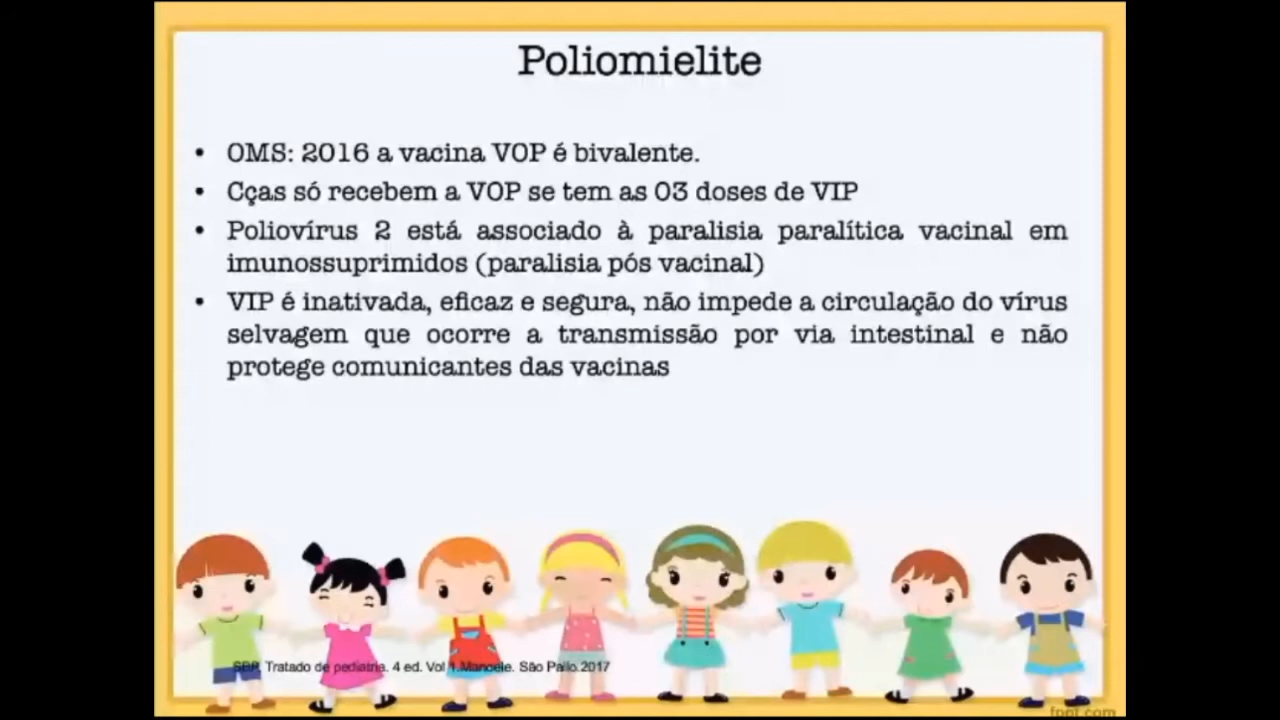 Poliomielite
• OMS: 2016 a vacina VOP é bivalente.
• Cças só recebem a VOP se tem as 03 doses de VIP
• Poliovírus 2 está associado à paralisia paralítica vacinal em
imunossuprimidos (paralisia pós vacinal)
• VIP é inativada, eficaz e segura, não impede a circulação do vírus
selvagem que ocorre a transmissão por via intestinal e não
protege comunicantes das vacinas
SBP. Tratado de pediatria. 4 ed. Vol 1.Manoele. São Pallo.2017
fppt.com